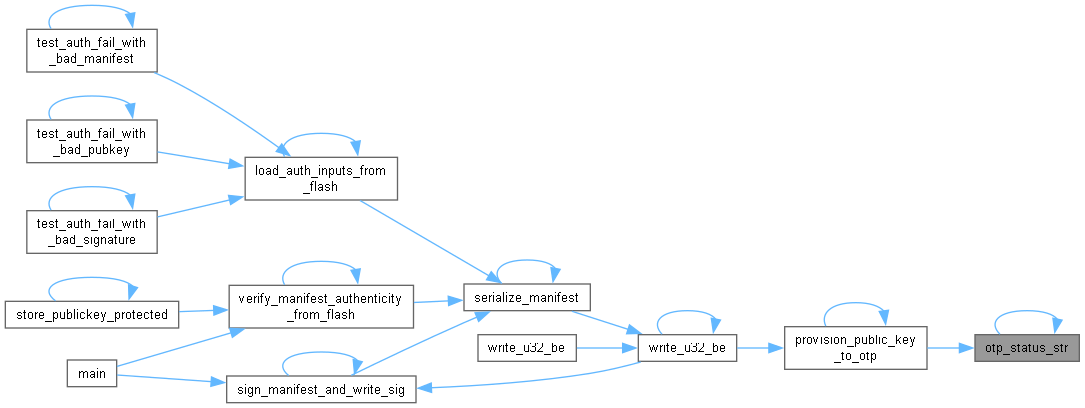 test_auth_fail_with
_bad_manifest
test_auth_fail_with
_bad_pubkey
load_auth_inputs_from
_flash
test_auth_fail_with
_bad_signature
serialize_manifest
verify_manifest_authenticity
_from_flash
store_publickey_protected
write_u32_be
write_u32_be
provision_public_key
_to_otp
otp_status_str
main
sign_manifest_and_write_sig